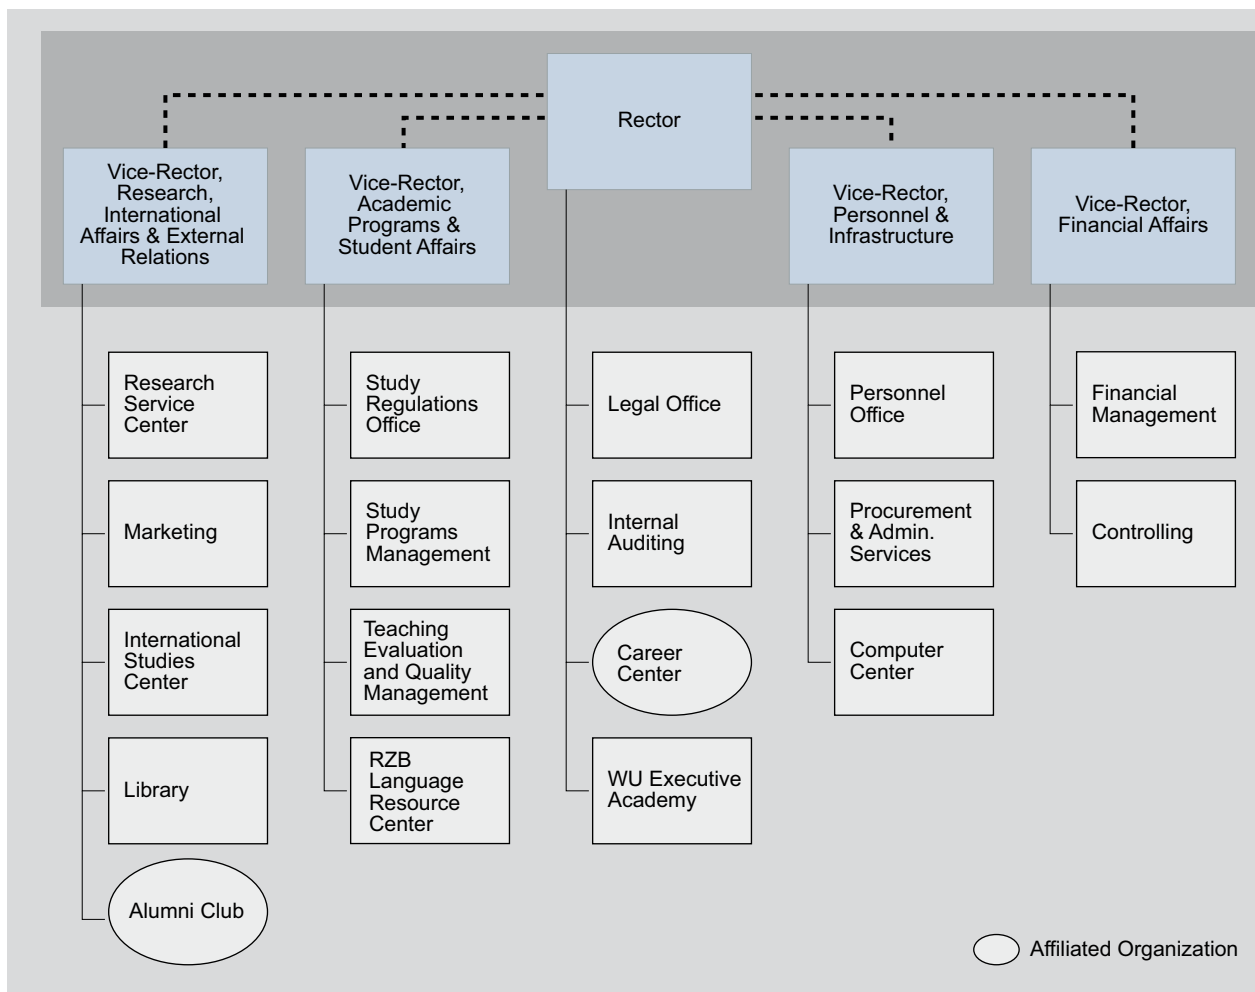 Rector
Vice-Rector,
Research,
International
Affairs & External
Relations
Vice-Rector,
Academic
Programs &
Student Affairs
Vice-Rector,
Personnel &
Infrastructure
Vice-Rector,
Financial Affairs
Research
Service
Center
Marketing
International
Studies
Center
Library
Alumni Club
Study
Regulations
Office
Study
Programs
Management
Teaching
Evaluation
and Quality
Management
RZB
Language
Resource
Center
Legal Office
Internal
Auditing
Career
Center
WU Executive
Academy
Personnel
Office
Procurement
& Admin.
Services
Computer
Center
Financial
Management
Controlling
Affiliated Organization